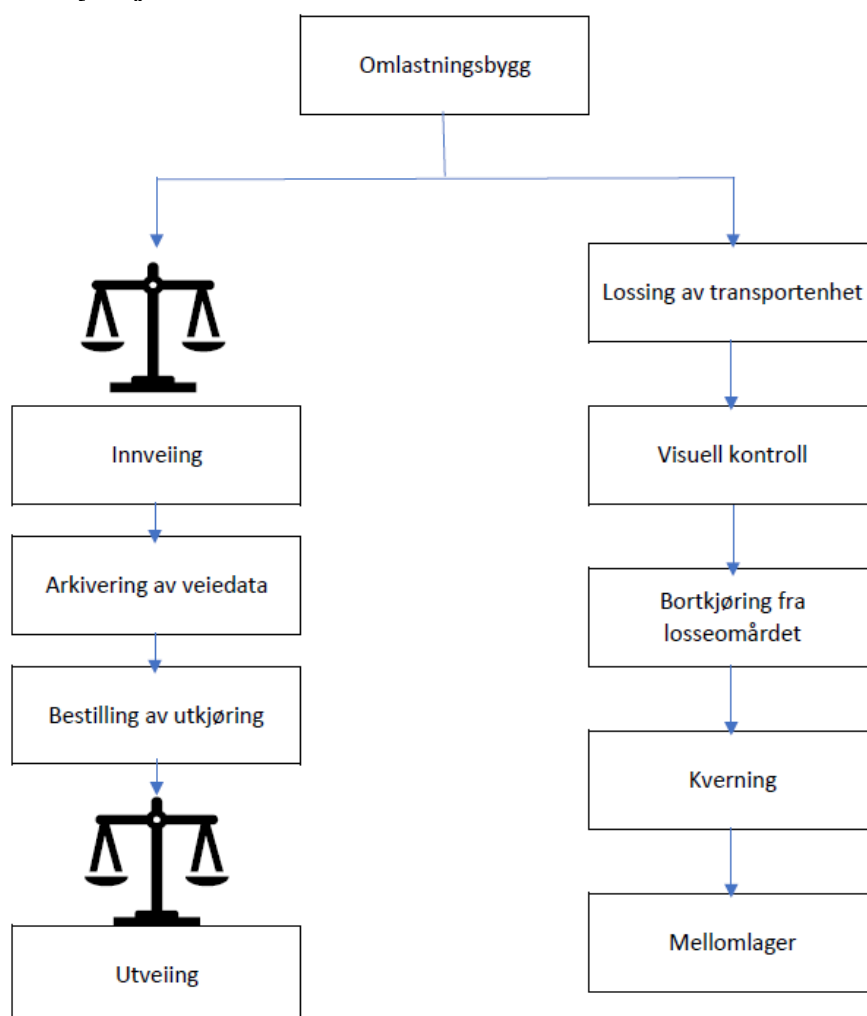 Omlastningsbygg
Innveiing
Arkivering av veiedata
Bestilling av utkjøring
Utveiing
Lossing av transportenhet
Visuell kontroll
Bortkjøring fra
losseomårdet
Kverning
Mellomlager